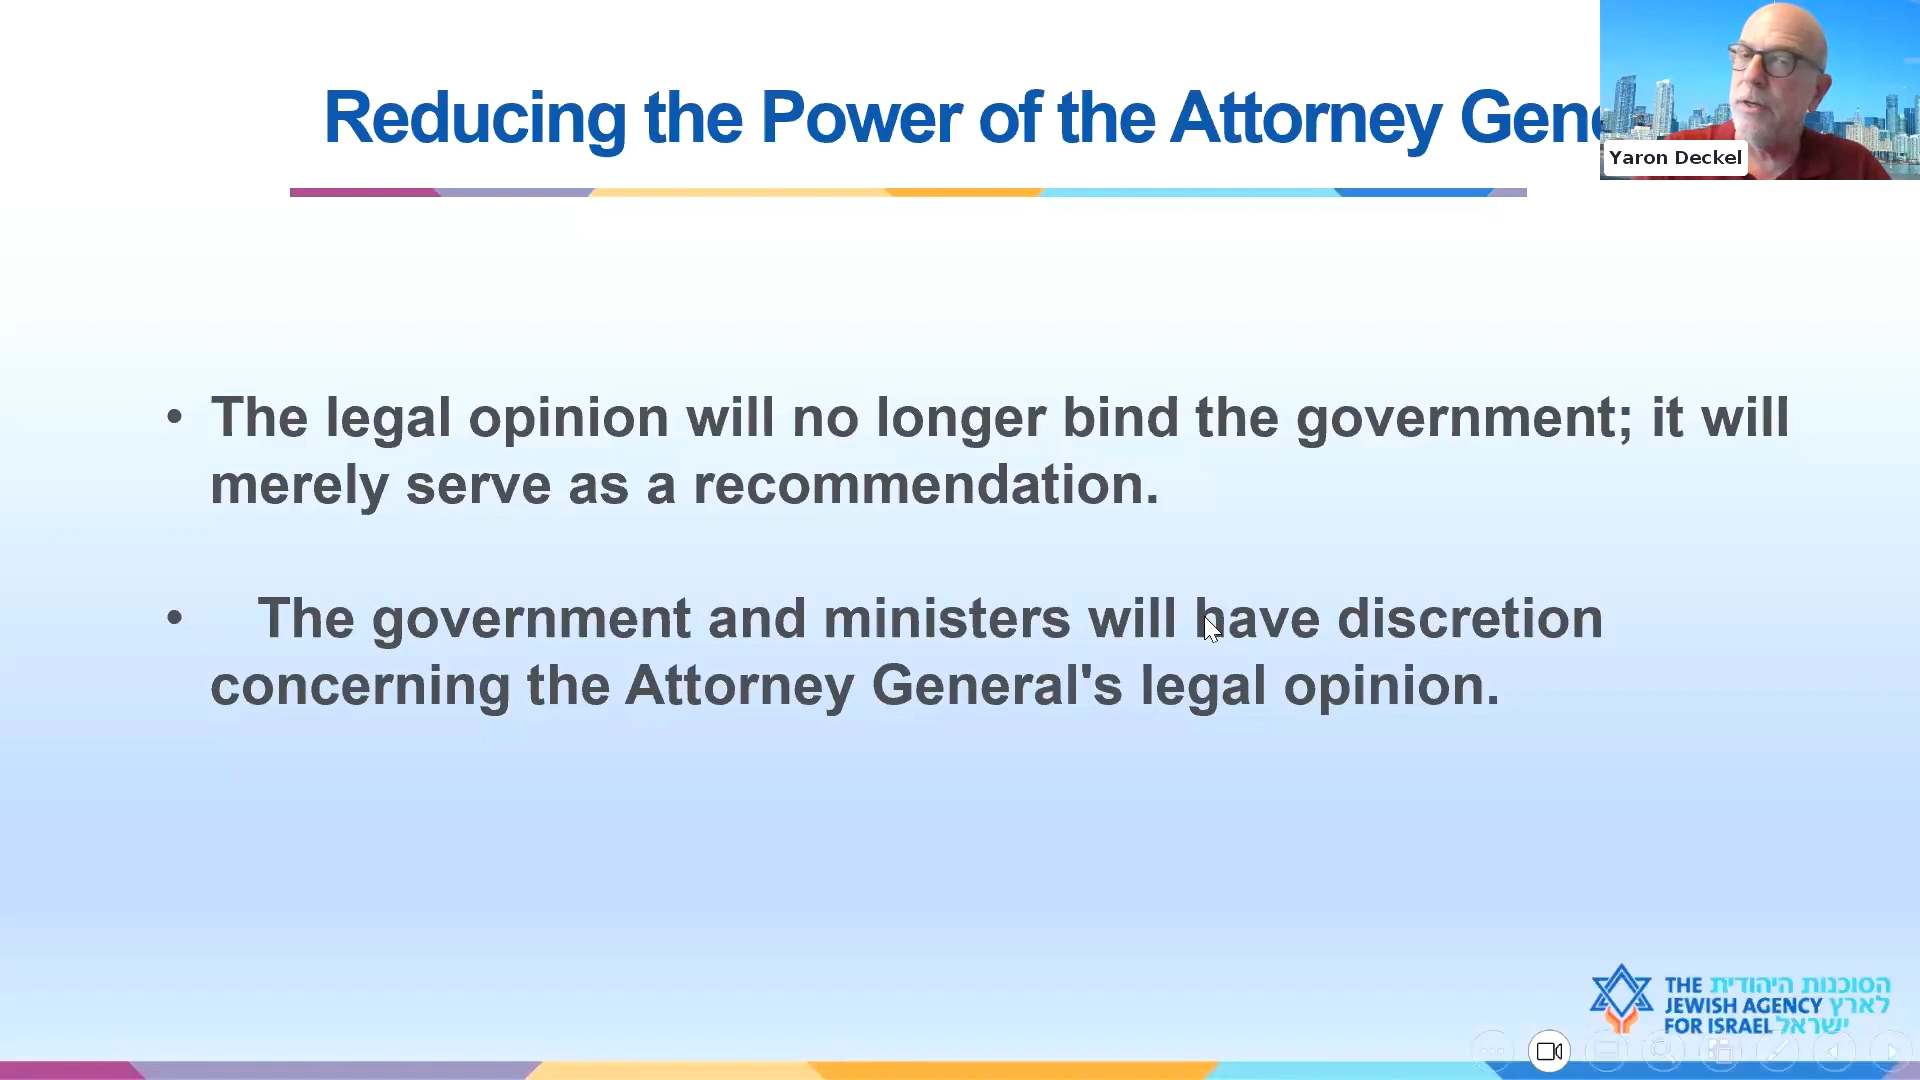 Reducing the Power of the Attorney Gene
Yaron Deckel
• The legal opinion will no longer bind the government; it will
merely serve as a recommendation.
• The government and ministers will have discretion
concerning the Attorney General's legal opinion.
THE הסוכנות היהודית
JEWISH AGENCY לארץ
FOR ISRAEL ישראל